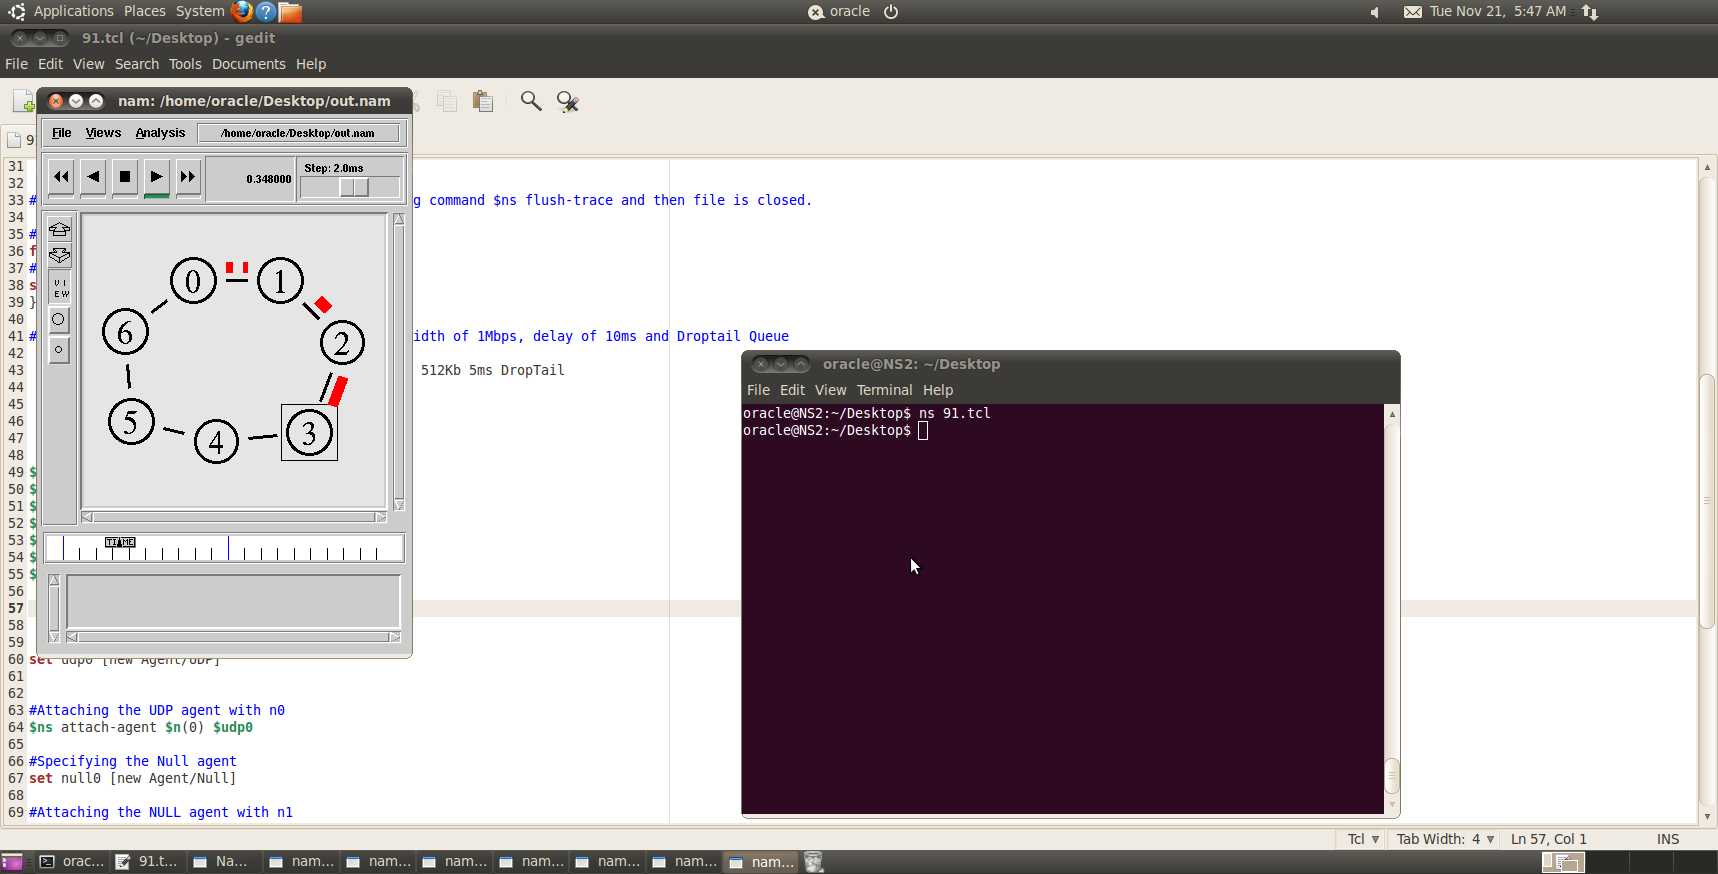 Applications Places System ? oracle Tue Nov 21, 5:47 AM
91.tcl (~/Desktop) - gedit
File Edit View Search Tools Documents Help
nam: /home/oracle/Desktop/out.nam
File Views Analysis /home/oracle/Desktop/out.nam
0.348000 Step: 2.0ms
VIEW
0 1
6 2
5 4 3
TIME
9
31
32
33 # g command $ns flush-trace and then file is closed.
34
35 #
36 f
37 #
38 s
39 }
40
41 # idth of 1Mbps, delay of 10ms and Droptail Queue
42
43 512Kb 5ms DropTail
44
45
46
47
48
49 $
50 $
51 $
52 $
53 $
54 $
55 $
56
57
58
59
60 set udp0 [new Agent/UDP]
61
62
63 #Attaching the UDP agent with n0
64 $ns attach-agent $n(0) $udp0
65
66 #Specifying the Null agent
67 set null0 [new Agent/Null]
68
69 #Attaching the NULL agent with n1
oracle@NS2: ~/Desktop
File Edit View Terminal Help
oracle@NS2:~/Desktop$ ns 91.tcl
oracle@NS2:~/Desktop$
Tcl Tab Width: 4 Ln 57, Col 1 INS
orac... 91.t... Na... nam... nam... nam... nam... nam... nam... nam...